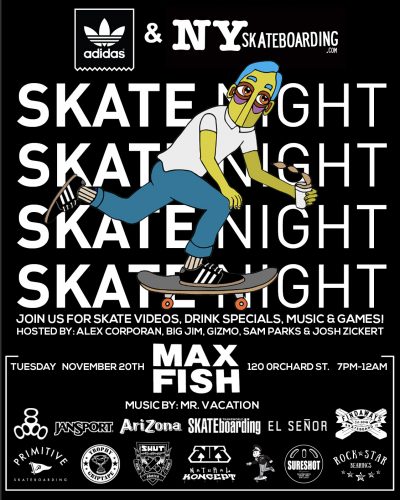 adidas
& NY SKATEBOARDING
.COM
SKATE NIGHT
SKATE NIGHT
SKATE NIGHT
SKATE NIGHT
JOIN US FOR SKATE VIDEOS, DRINK SPECIALS, MUSIC & GAMES!
HOSTED BY: ALEX CORPORAN, BIG JIM, GIZMO, SAM PARKS & JOSH ZICKERT
TUESDAY NOVEMBER 20TH
MAX
FISH
120 ORCHARD ST. 7PM-12AM
MUSIC BY: MR. VACATION
JANSPORT AriZona SKATEboarding EL SEÑOR
PRIMITIVE
SKATEBOARDING
TROPHY
GRIPTAPE
SHUT
NATURAL
KONCEPT
SURESHOT
ROCK STAR
BEARINGS